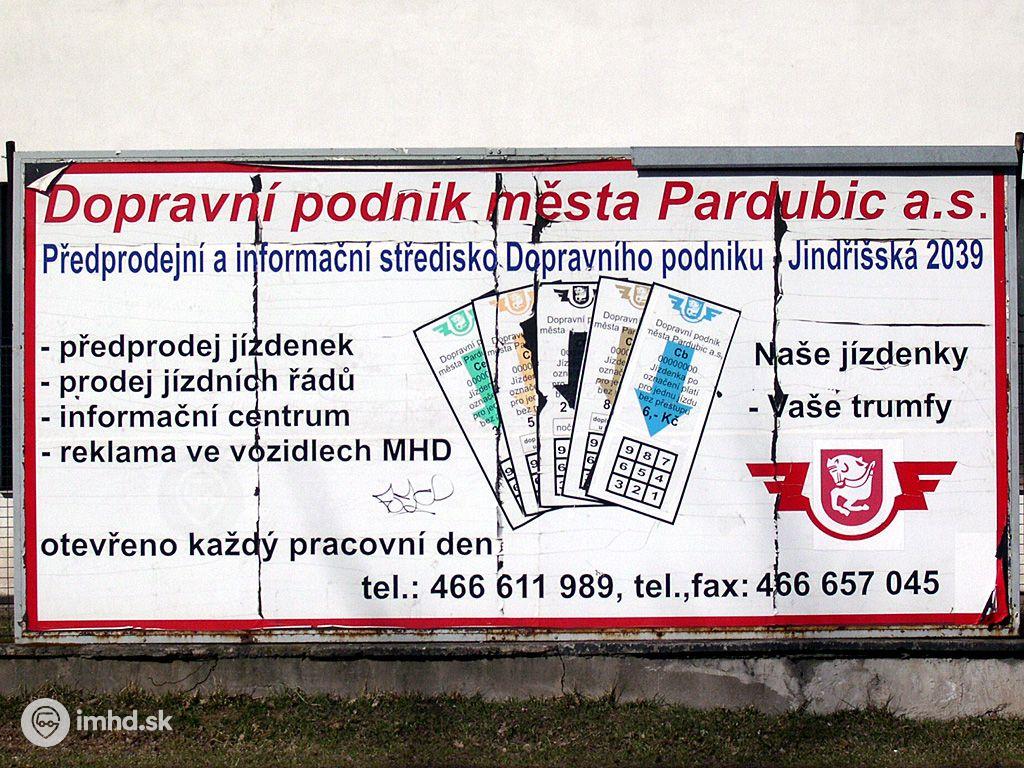 Dopravní podnik města Pardubic a.s.
Předprodejní a informační středisko Dopravního podniku - Jindřišská 2039
- předprodej jízdenek
- prodej jízdních řádů
- informační centrum
- reklama ve vozidlech MHD
otevřeno každý pracovní den
Dopravní podnik
města Pardubic a.s,
Cb
00000000
Jízdenka po
označení platí
pro jednu jízdu
bez přestupu
6,- Kč
9 8 7
6 5 4
3 2 1
Naše jízdenky
- Vaše trumfy
tel.: 466 611 989, tel.,fax: 466 657 045
imhd.sk